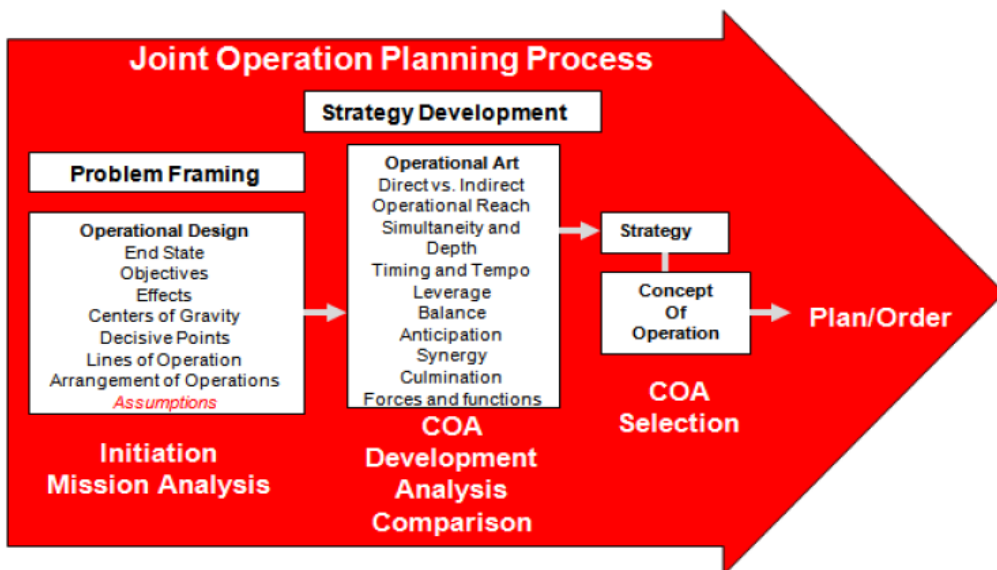 Joint Operation Planning Process
Strategy Development
Problem Framing
Operational Design
End State
Objectives
Effects
Centers of Gravity
Decisive Points
Lines of Operation
Arrangement of Operations
Assumptions
Initiation
Mission Analysis
Operational Art
Direct vs. Indirect
Operational Reach
Simultaneity and
Depth
Timing and Tempo
Leverage
Balance
Anticipation
Synergy
Culmination
Forces and functions
COA
Development
Analysis
Comparison
Strategy
Concept
Of
Operation
COA
Selection
Plan/Order